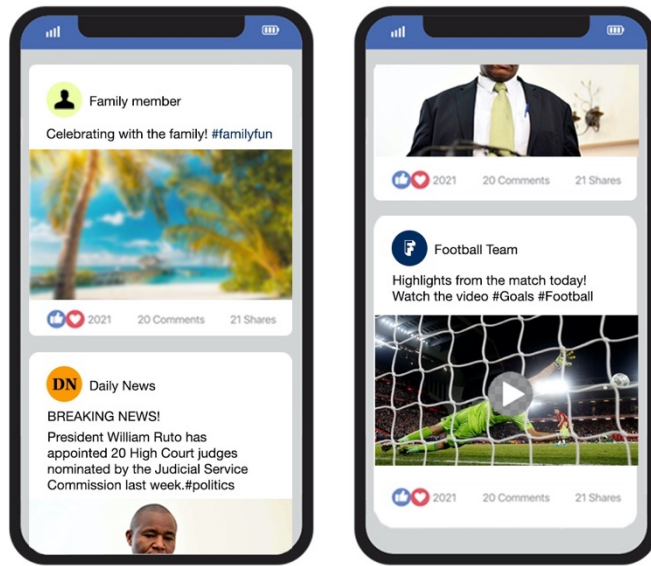 Family member
Celebrating with the family! #familyfun
2021 20 Comments 21 Shares
DN Daily News
BREAKING NEWS!
President William Ruto has
appointed 20 High Court judges
nominated by the Judicial Service
Commission last week.#politics
2021 20 Comments 21 Shares
F Football Team
Highlights from the match today!
Watch the video #Goals #Football
2021 20 Comments 21 Shares